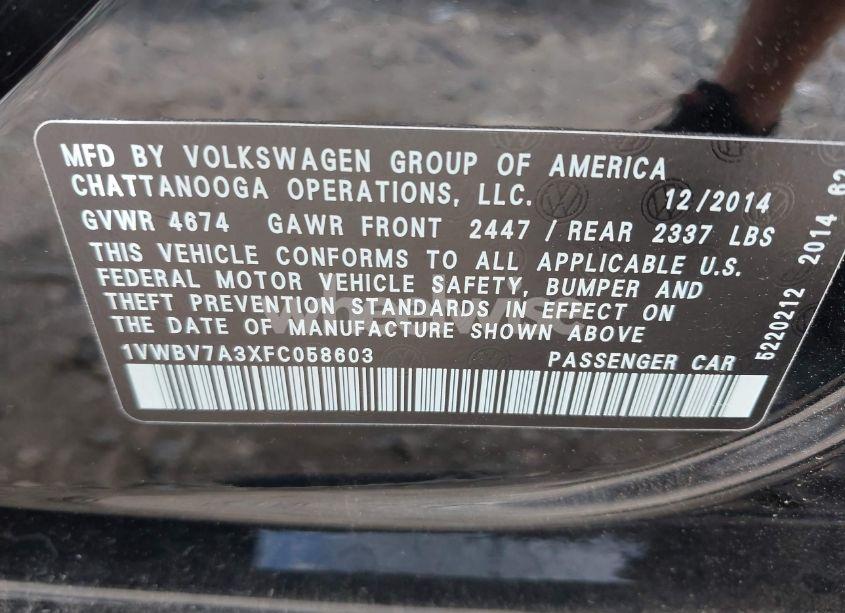 MFD BY VOLKSWAGEN GROUP OF AMERICA
CHATTANOOGA OPERATIONS, LLC. 12/2014
GVWR 4674 GAWR FRONT 2447 / REAR 2337 LBS
THIS VEHICLE CONFORMS TO ALL APPLICABLE U.S.
FEDERAL MOTOR VEHICLE SAFETY, BUMPER AND
THEFT PREVENTION STANDARDS IN EFFECT ON
THE DATE OF MANUFACTURE SHOWN ABOVE
1VWBV7A3XFC058603 PASSENGER CAR
5220212 2014 62